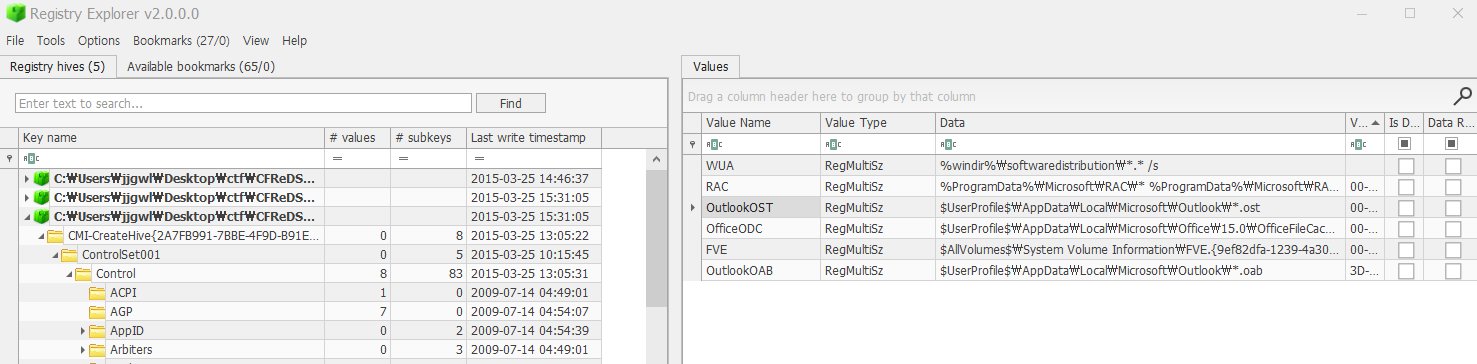 Registry Explorer v2.0.0.0
File Tools Options Bookmarks (27/0) View Help
Registry hives (5) Available bookmarks (65/0)
Enter text to search... Find
Key name # values # subkeys Last write timestamp
ABC = = =
C:₩Users₩jjgwl₩Desktop₩ctf₩CFReDS... 2015-03-25 14:46:37
C:₩Users₩jjgwl₩Desktop₩ctf₩CFReDS... 2015-03-25 15:31:05
C:₩Users₩jjgwl₩Desktop₩ctf₩CFReDS... 2015-03-25 15:31:05
CMI-CreateHive{2A7FB991-7BBE-4F9D-B91E... 0 8 2015-03-25 13:05:22
ControlSet001 0 5 2015-03-25 10:15:45
Control 8 83 2015-03-25 13:05:31
ACPI 1 0 2009-07-14 04:49:01
AGP 7 0 2009-07-14 04:54:07
AppID 0 2 2009-07-14 04:54:39
Arbiters 0 3 2009-07-14 04:49:01
Values
Drag a column header here to group by that column
Value Name Value Type Data V... Is D... Data R...
ABC ABC ABC ABC
WUA RegMultiSz %windir%₩softwaredistribution₩*.* /s
RAC RegMultiSz %ProgramData%₩Microsoft₩RAC₩* %ProgramData%₩Microsoft₩RA... 00-...
OutlookOST RegMultiSz $UserProfile$₩AppData₩Local₩Microsoft₩Outlook₩*.ost 00-...
OfficeODC RegMultiSz $UserProfile$₩AppData₩Local₩Microsoft₩Office₩15.0₩OfficeFileCac... 00-...
FVE RegMultiSz $AllVolumes$₩System Volume Information₩FVE.{9ef82dfa-1239-4a30... 00-...
OutlookOAB RegMultiSz $UserProfile$₩AppData₩Local₩Microsoft₩Outlook₩*.oab 3D-...